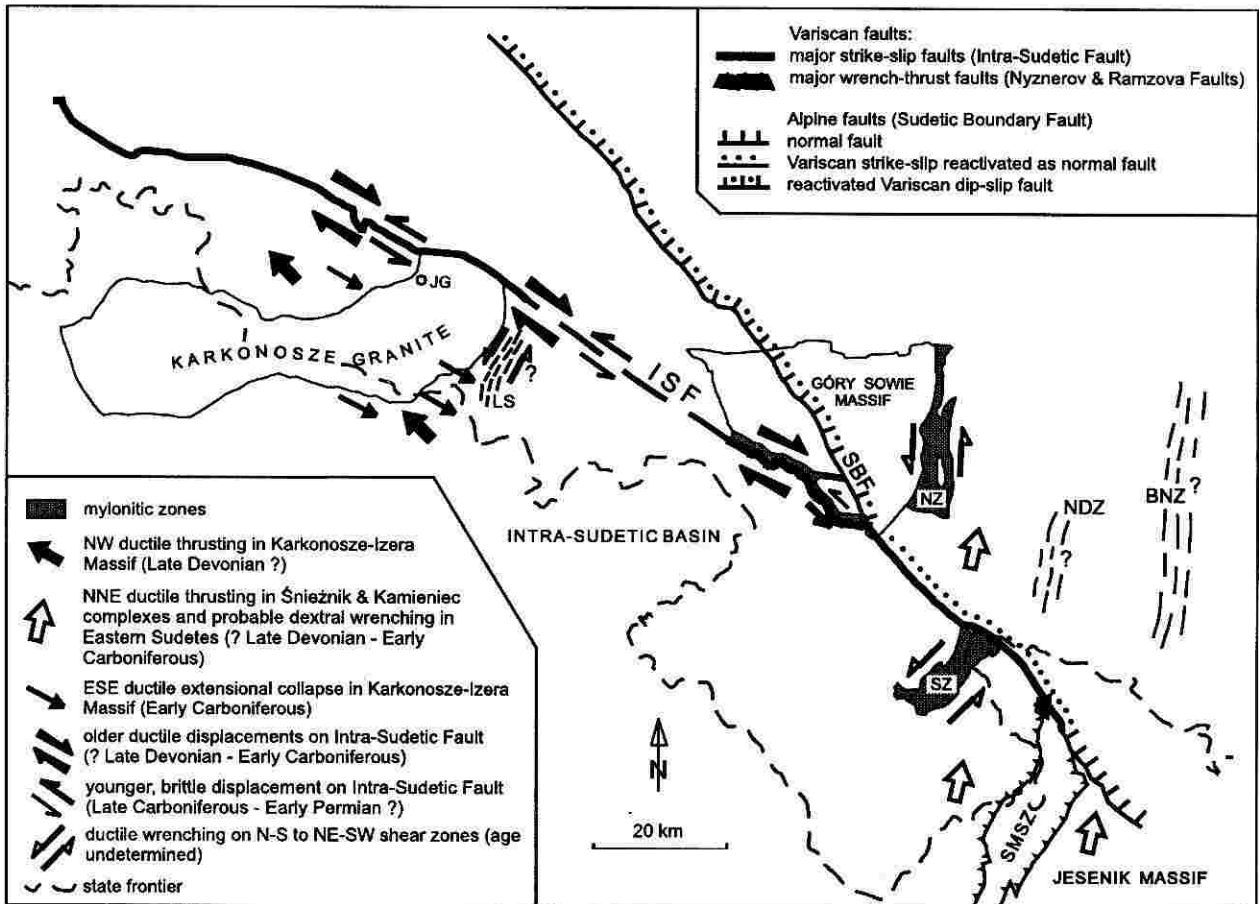 Variscan faults:
major strike-slip faults (Intra-Sudetic Fault)
major wrench-thrust faults (Nyznerov & Ramzova Faults)
Alpine faults (Sudetic Boundary Fault)
normal fault
Variscan strike-slip reactivated as normal fault
reactivated Variscan dip-slip fault
JG
KARKONOSZE GRANITE
?
LS
ISF
GÓRY SOWIE
MASSIF
SBF
NZ
NDZ
?
BNZ
?
INTRA-SUDETIC BASIN
SZ
N
20 km
SMSZ
JESENIK MASSIF
mylonitic zones
NW ductile thrusting in Karkonosze-Izera
Massif (Late Devonian ?)
NNE ductile thrusting in Śnieżnik & Kamieniec
complexes and probable dextral wrenching in
Eastern Sudetes (? Late Devonian - Early
Carboniferous)
ESE ductile extensional collapse in Karkonosze-Izera
Massif (Early Carboniferous)
older ductile displacements on Intra-Sudetic Fault
(? Late Devonian - Early Carboniferous)
younger, brittle displacement on Intra-Sudetic Fault
(Late Carboniferous - Early Permian ?)
ductile wrenching on N-S to NE-SW shear zones (age
undetermined)
state frontier